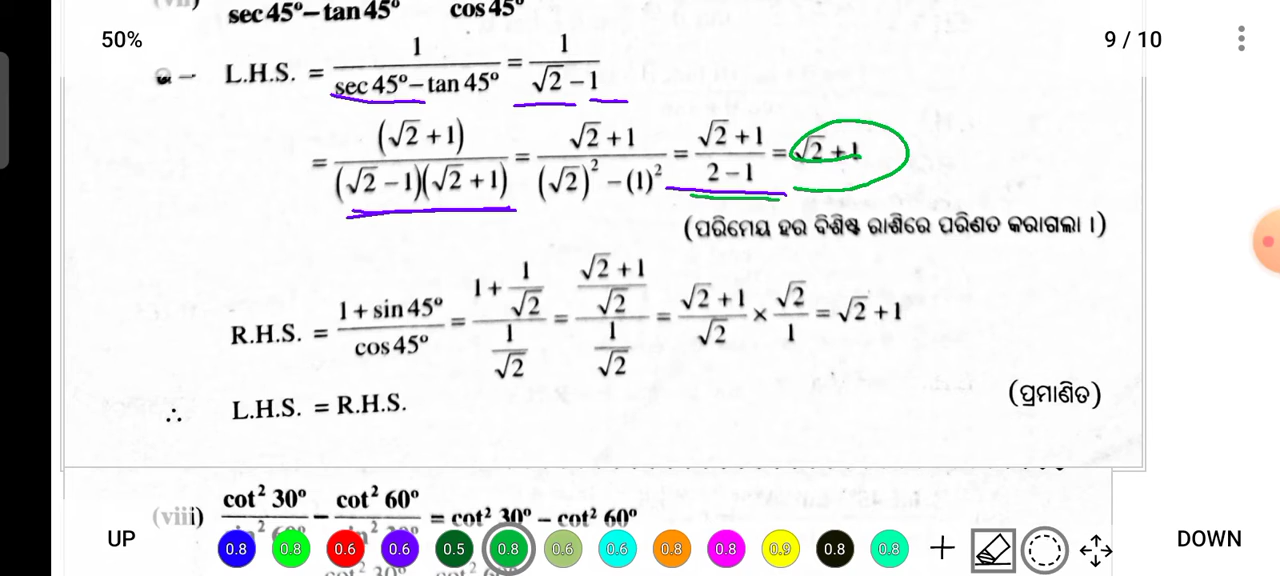 sec 45° – tan 45° cos 45°
50%
9 / 10
ଉ – L.H.S. = 1 / (sec 45° – tan 45°) = 1 / (√2 – 1)
= (√2 + 1) / (√2 – 1)(√2 + 1) = (√2 + 1) / ((√2)² – (1)²) = (√2 + 1) / (2 – 1) = √2 + 1
(ପରିମେୟ ହର ବିଶିଷ୍ଟ ରାଶିରେ ପରିଣତ କରାଗଲା ।)
R.H.S. = (1 + sin 45°) / cos 45° = (1 + 1/√2) / (1/√2) = ((√2 + 1)/√2) / (1/√2) = (√2 + 1)/√2 × √2/1 = √2 + 1
∴ L.H.S. = R.H.S.
(ପ୍ରମାଣିତ)
(viii) cot² 30° – cot² 60° = cot² 30° – cot² 60°
UP
0.8 0.8 0.6 0.6 0.5 0.8 0.6 0.6 0.8 0.8 0.9 0.8 0.8
DOWN